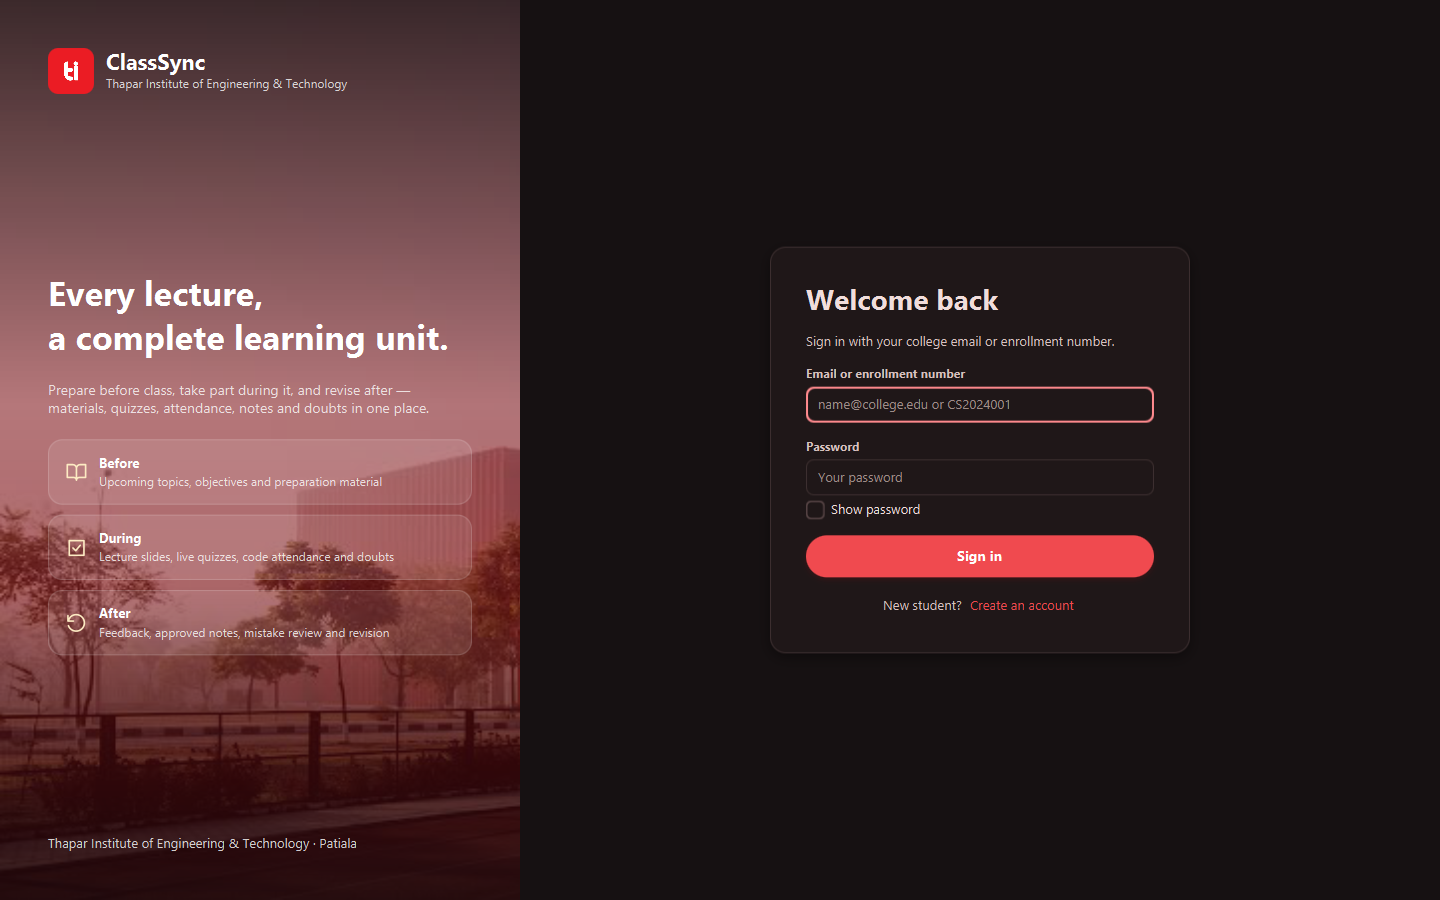 ti
ClassSync
Thapar Institute of Engineering & Technology
Every lecture,
a complete learning unit.
Prepare before class, take part during it, and revise after —
materials, quizzes, attendance, notes and doubts in one place.
Before
Upcoming topics, objectives and preparation material
During
Lecture slides, live quizzes, code attendance and doubts
After
Feedback, approved notes, mistake review and revision
Thapar Institute of Engineering & Technology · Patiala
Welcome back
Sign in with your college email or enrollment number.
Email or enrollment number
name@college.edu or CS2024001
Password
Your password
Show password
Sign in
New student? Create an account